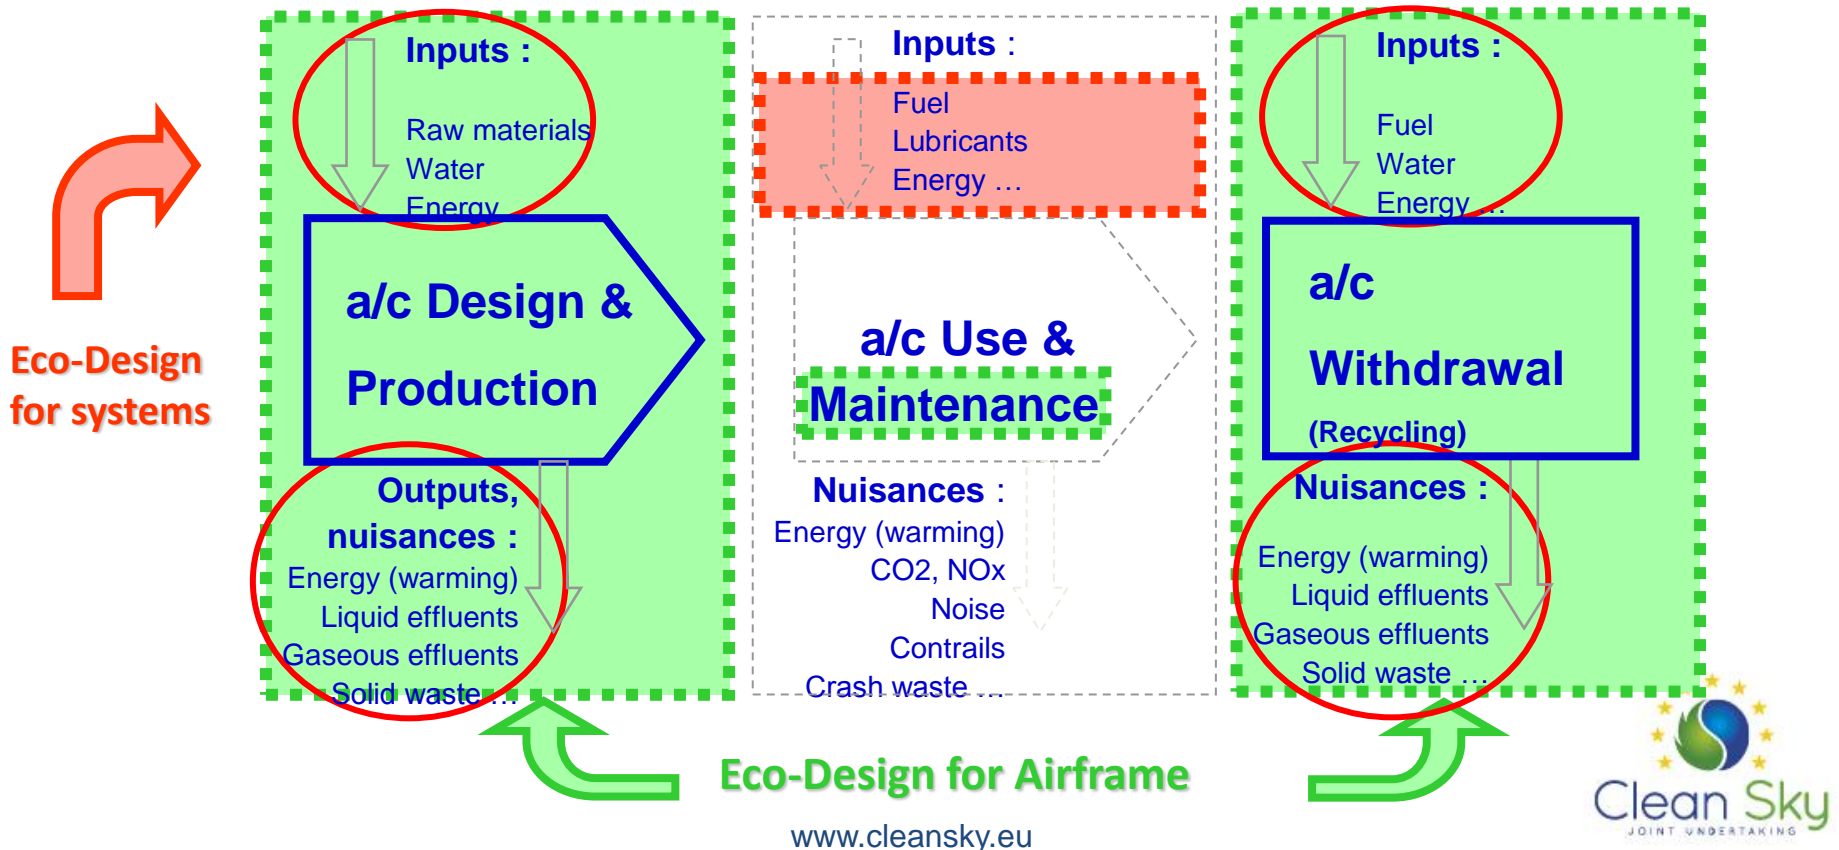 Eco-Design
for systems
Inputs :
Raw materials
Water
Energy
a/c Design &
Production
Outputs,
nuisances :
Energy (warming)
Liquid effluents
Gaseous effluents
Solid waste ...
Inputs :
Fuel
Lubricants
Energy ...
a/c Use &
Maintenance
Nuisances :
Energy (warming)
CO2, NOx
Noise
Contrails
Crash waste ...
Inputs :
Fuel
Water
Energy ...
a/c
Withdrawal
(Recycling)
Nuisances :
Energy (warming)
Liquid effluents
Gaseous effluents
Solid waste ...
Eco-Design for Airframe
www.cleansky.eu
Clean Sky
JOINT UNDERTAKING